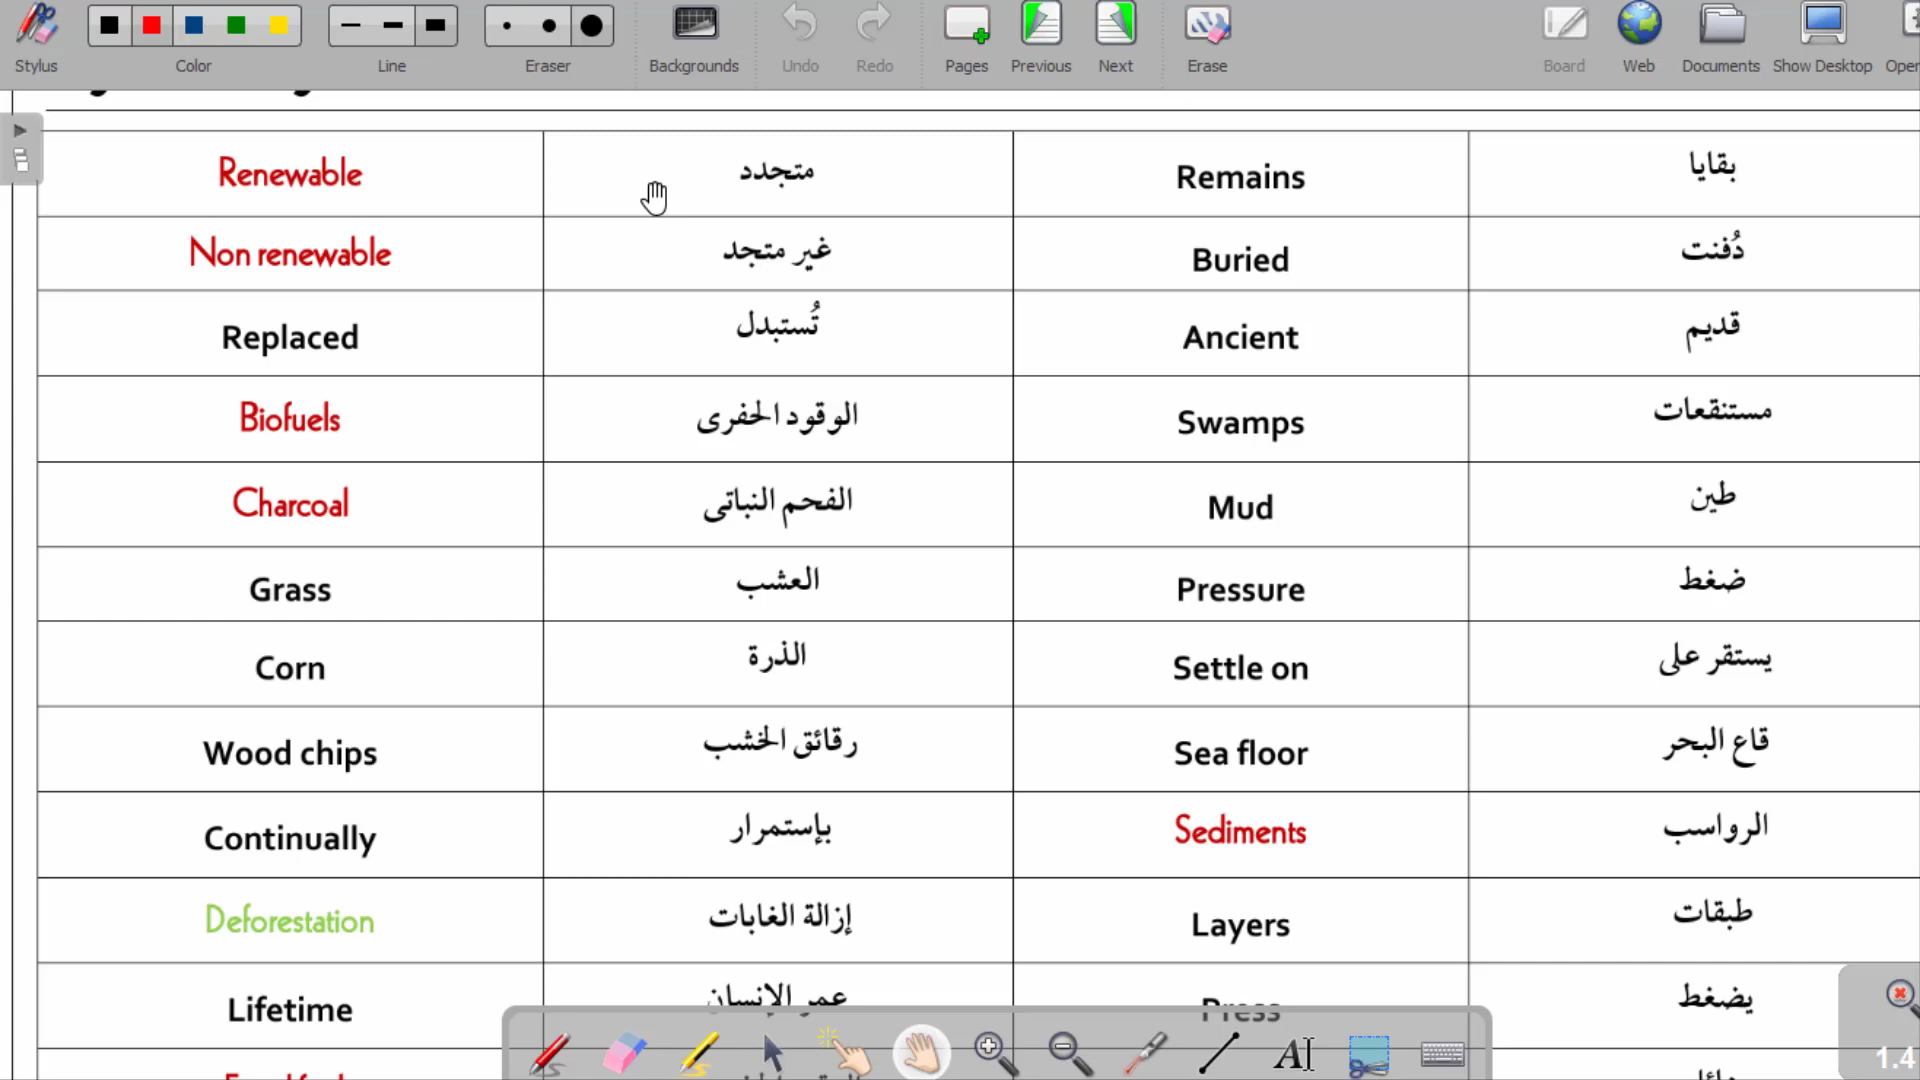 Stylus Color Line Eraser Backgrounds Undo Redo Pages Previous Next Erase Board Web Documents Show Desktop Open
Renewable متجدد Remains بقايا
Non renewable غير متجد Buried دُفنت
Replaced تُستبدل Ancient قديم
Biofuels الوقود الحفرى Swamps مستنقعات
Charcoal الفحم النباتى Mud طين
Grass العشب Pressure ضغط
Corn الذرة Settle on يستقر على
Wood chips رقائق الخشب Sea floor قاع البحر
Continually بإستمرار Sediments الرواسب
Deforestation إزالة الغابات Layers طبقات
Lifetime عمر الإنسان Press يضغط
1.4